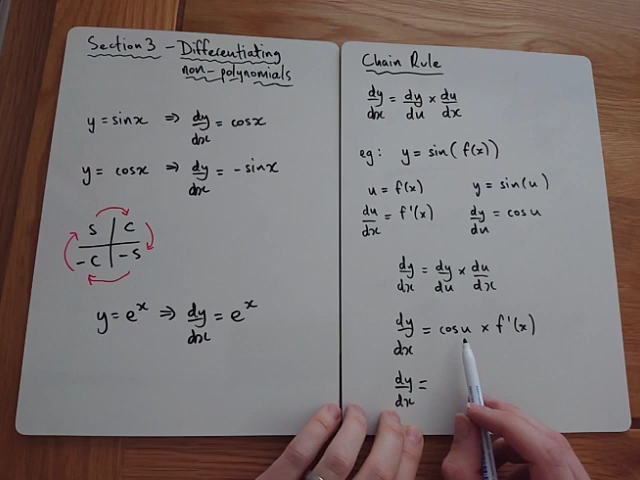 Section 3 - Differentiating
non-polynomials
y = sinx ⇒ dy/dx = cosx
y = cosx ⇒ dy/dx = -sinx
S | C
-C | -S
y = e^x ⇒ dy/dx = e^x
Chain Rule
dy/dx = dy/du × du/dx
eg: y = sin(f(x))
u = f(x) y = sin(u)
du/dx = f'(x) dy/du = cosu
dy/dx = dy/du × du/dx
dy/dx = cosu × f'(x)
dy/dx =